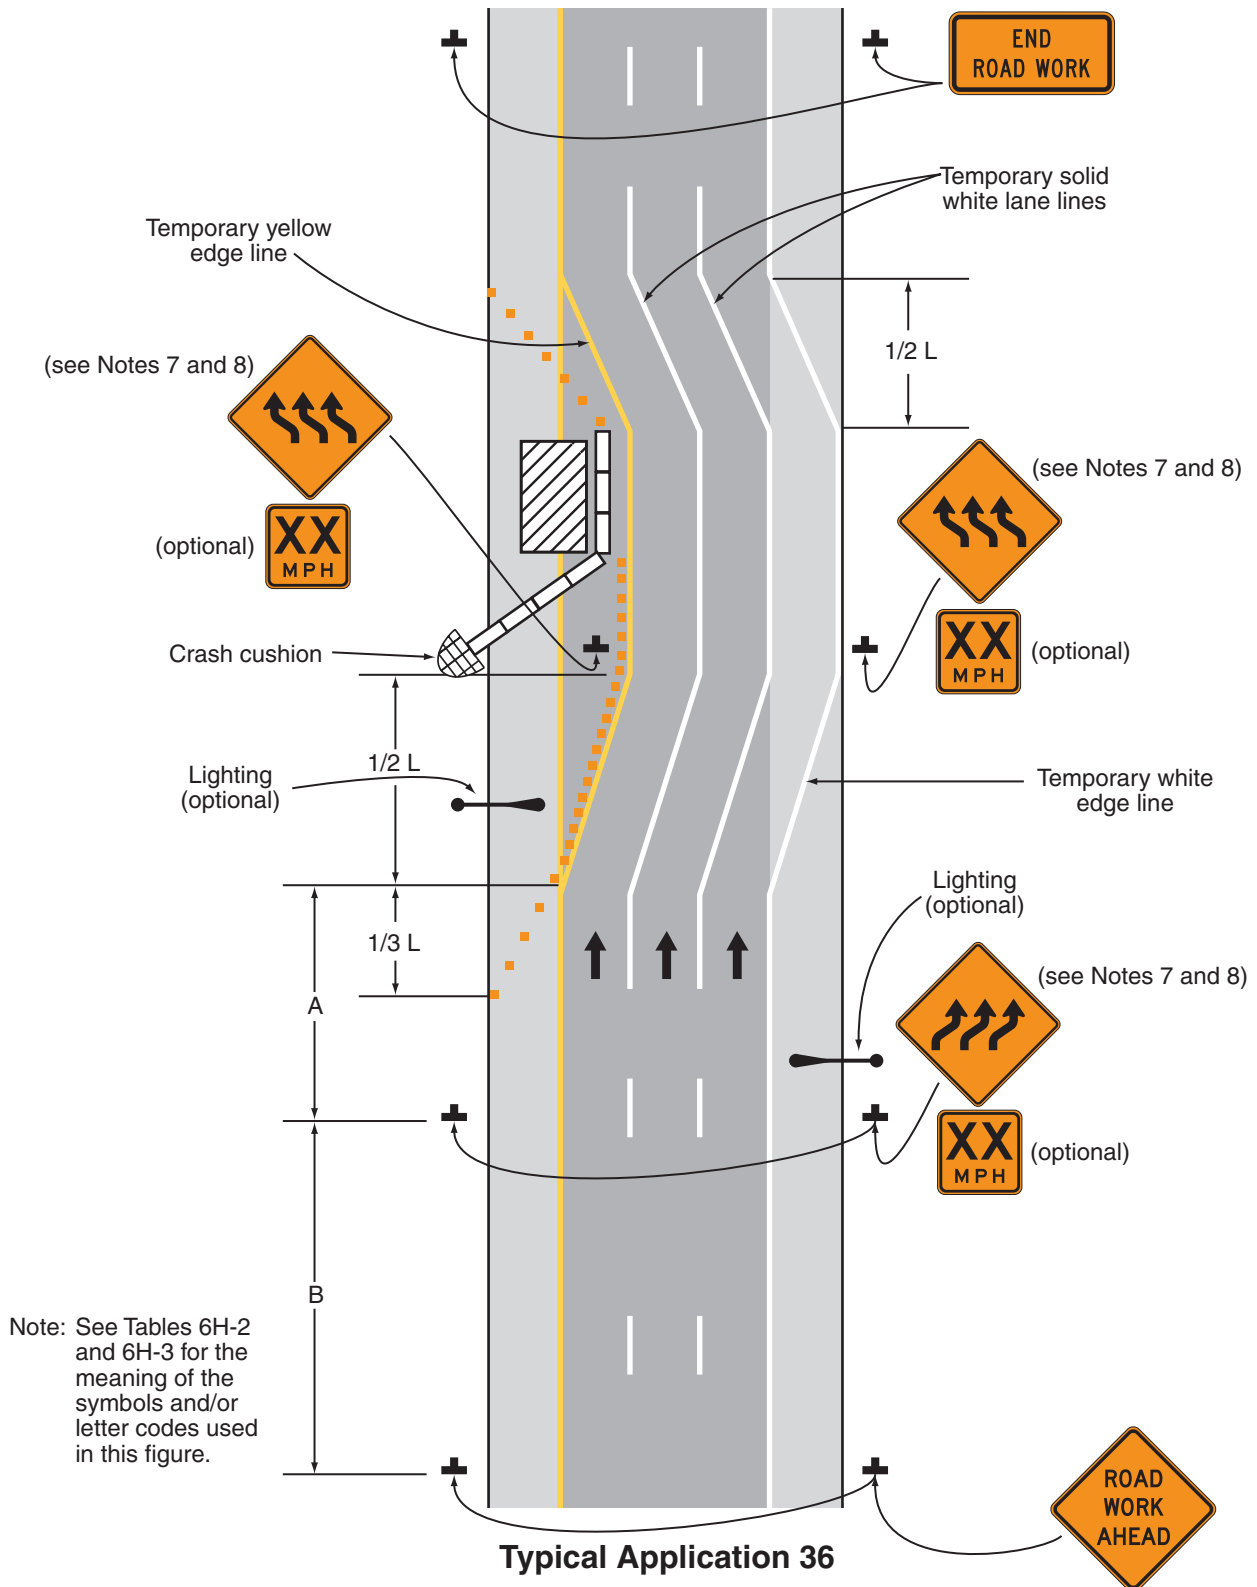 END
ROAD WORK
Temporary solid
white lane lines
Temporary yellow
edge line
(see Notes 7 and 8)
1/2 L
(see Notes 7 and 8)
XX
MPH
(optional)
XX
MPH
(optional)
Crash cushion
1/2 L
Lighting
(optional)
Temporary white
edge line
Lighting
(optional)
1/3 L
A
(see Notes 7 and 8)
XX
MPH
(optional)
B
Note: See Tables 6H-2
and 6H-3 for the
meaning of the
symbols and/or
letter codes used
in this figure.
ROAD
WORK
AHEAD
Typical Application 36